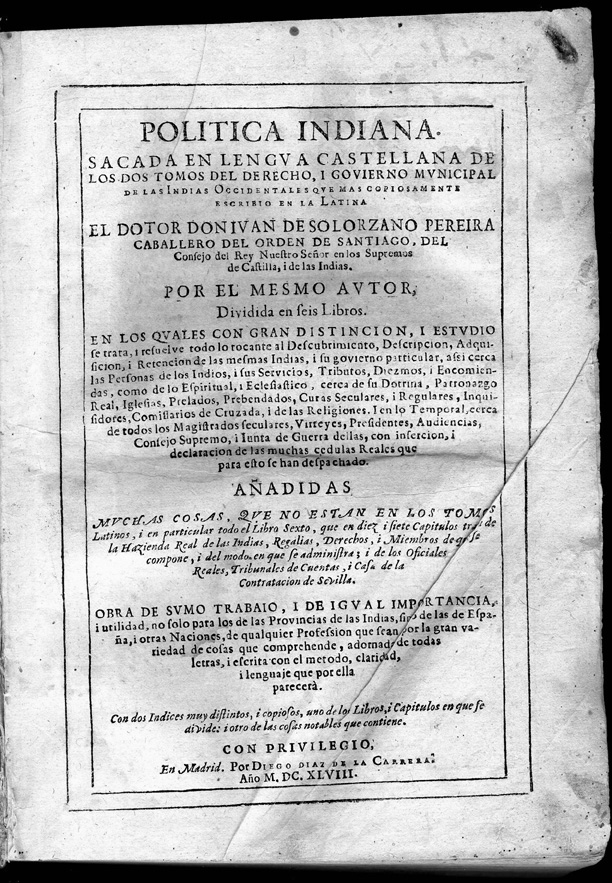 POLITICA INDIANA.
SACADA EN LENGVA CASTELLANA DE
LOS DOS TOMOS DEL DERECHO, I GOVIERNO MVNICIPAL
DE LAS INDIAS OCCIDENTALES QVE MAS COPIOSAMENTE
ESCRIBIO EN LA LATINA
EL DOTOR DON IVAN DE SOLORZANO PEREIRA
CABALLERO DEL ORDEN DE SANTIAGO, DEL
Consejo del Rey Nuestro Señor en los Supremos
de Castilla, i de las Indias.
POR EL MESMO AVTOR,
Dividida en seis Libros.
EN LOS QVALES CON GRAN DISTINCION, I ESTVDIO
se trata, i resuelve todo lo tocante al Descubrimiento, Descripcion, Adqui-
sicion, i Retencion de las mesmas Indias, i su govierno particular, assi cerca
las Personas de los Indios, i sus Servicios, Tributos, Diezmos, i Encomien-
das, como de lo Espiritual, i Eclesiastico, cerca de su Dotrina, Patronazgo
Real, Iglesias, Prelados, Prebendados, Curas Seculares, i Regulares, Inqui-
sidores, Comissarios de Cruzada, i de las Religiones. I en lo Temporal, cerca
de todos los Magistrados seculares, Virreyes, Presidentes, Audiencias,
Consejo Supremo, i Iunta de Guerra dellas, con insercion, i
declaracion de las muchas cedulas Reales que
para esto se han despachado.
AÑADIDAS
MVCHAS COSAS, QVE NO ESTAN EN LOS TOMOS
Latinos, i en particular todo el Libro Sexto, que en diez i siete Capitulos trata de
la Hazienda Real de las Indias, Regalias, Derechos, i Miembros de que se
compone, i del modo en que se administra; i de los Oficiales
Reales, Tribunales de Cuentas, i Casa de la
Contratacion de Sevilla.
OBRA DE SVMO TRABAIO, I DE IGVAL IMPORTANCIA,
i utilidad, no solo para los de las Provincias de las Indias, sino de las de Espa-
ña, i otras Naciones, de qualquier Profession que sean, por la gran va-
riedad de cosas que comprehende, adornada de todas
letras, i escrita con el metodo, claridad,
i lenguaje que por ella
parecerà.
Con dos Indices muy distintos, i copiosos, uno de los Libros, i Capitulos en que se
divide: i otro de las cosas notables que contiene.
CON PRIVILEGIO,
En Madrid. Por DIEGO DIAZ DE LA CARRERA.
Año M. DC. XLVIII.